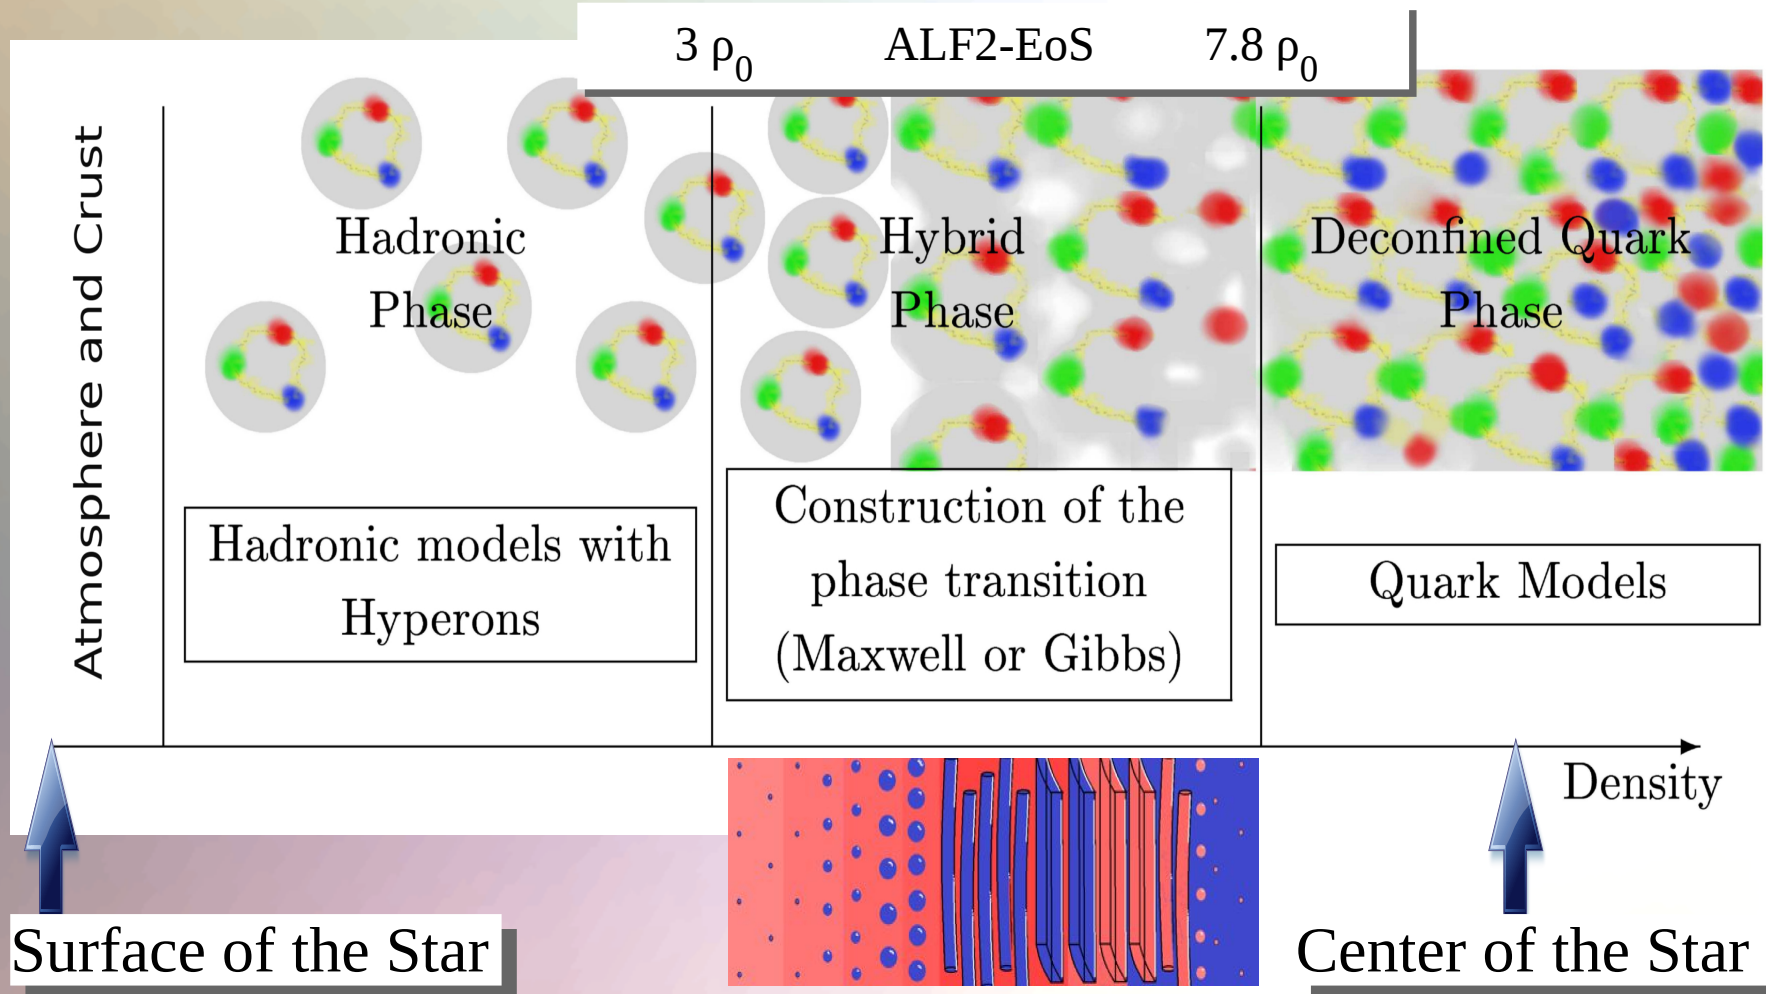 3 ρ0 ALF2-EoS 7.8 ρ0
Atmosphere and Crust
Hadronic
Phase
Hybrid
Phase
Deconfined Quark
Phase
Hadronic models with
Hyperons
Construction of the
phase transition
(Maxwell or Gibbs)
Quark Models
Density
Surface of the Star
Center of the Star